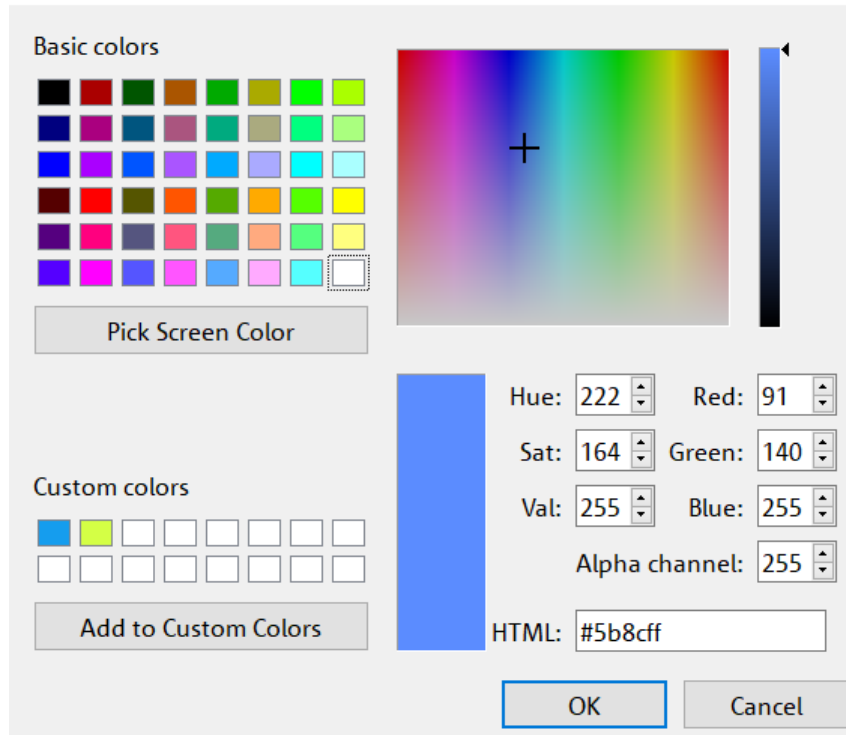 Basic colors
Pick Screen Color
Custom colors
Add to Custom Colors
Hue: 222 Red: 91
Sat: 164 Green: 140
Val: 255 Blue: 255
Alpha channel: 255
HTML: #5b8cff
OK Cancel